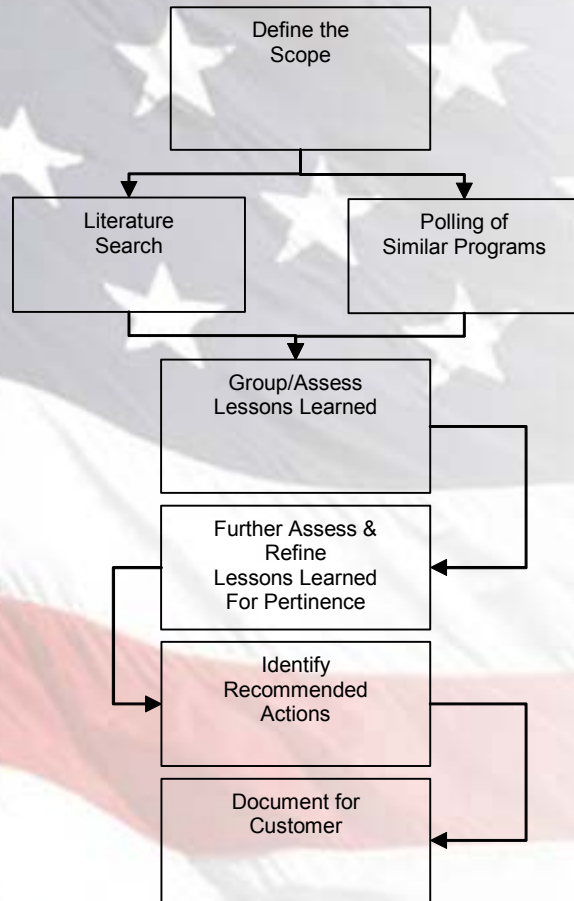 Define the
Scope
Literature
Search
Polling of
Similar Programs
Group/Assess
Lessons Learned
Further Assess &
Refine
Lessons Learned
For Pertinence
Identify
Recommended
Actions
Document for
Customer